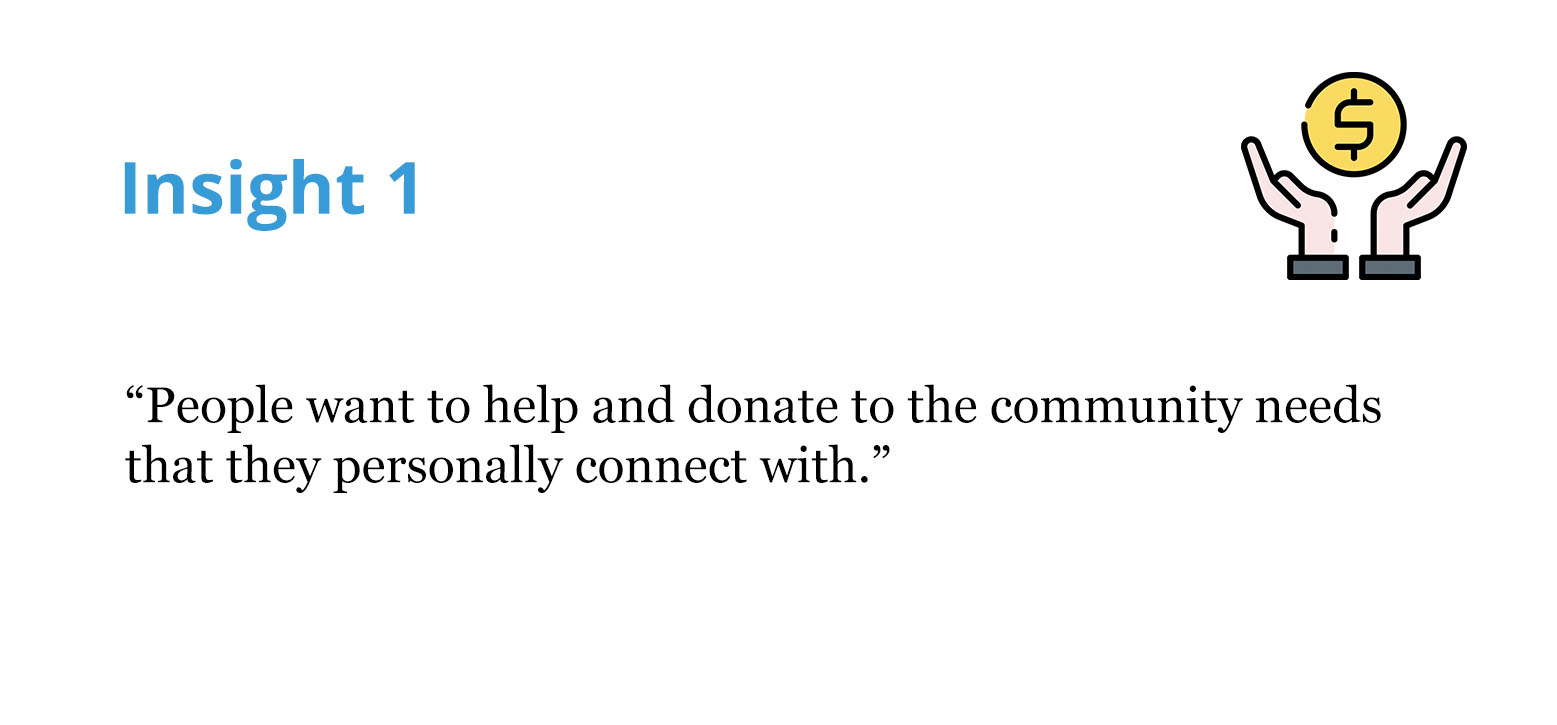 Insight 1
$
“People want to help and donate to the community needs
that they personally connect with.”